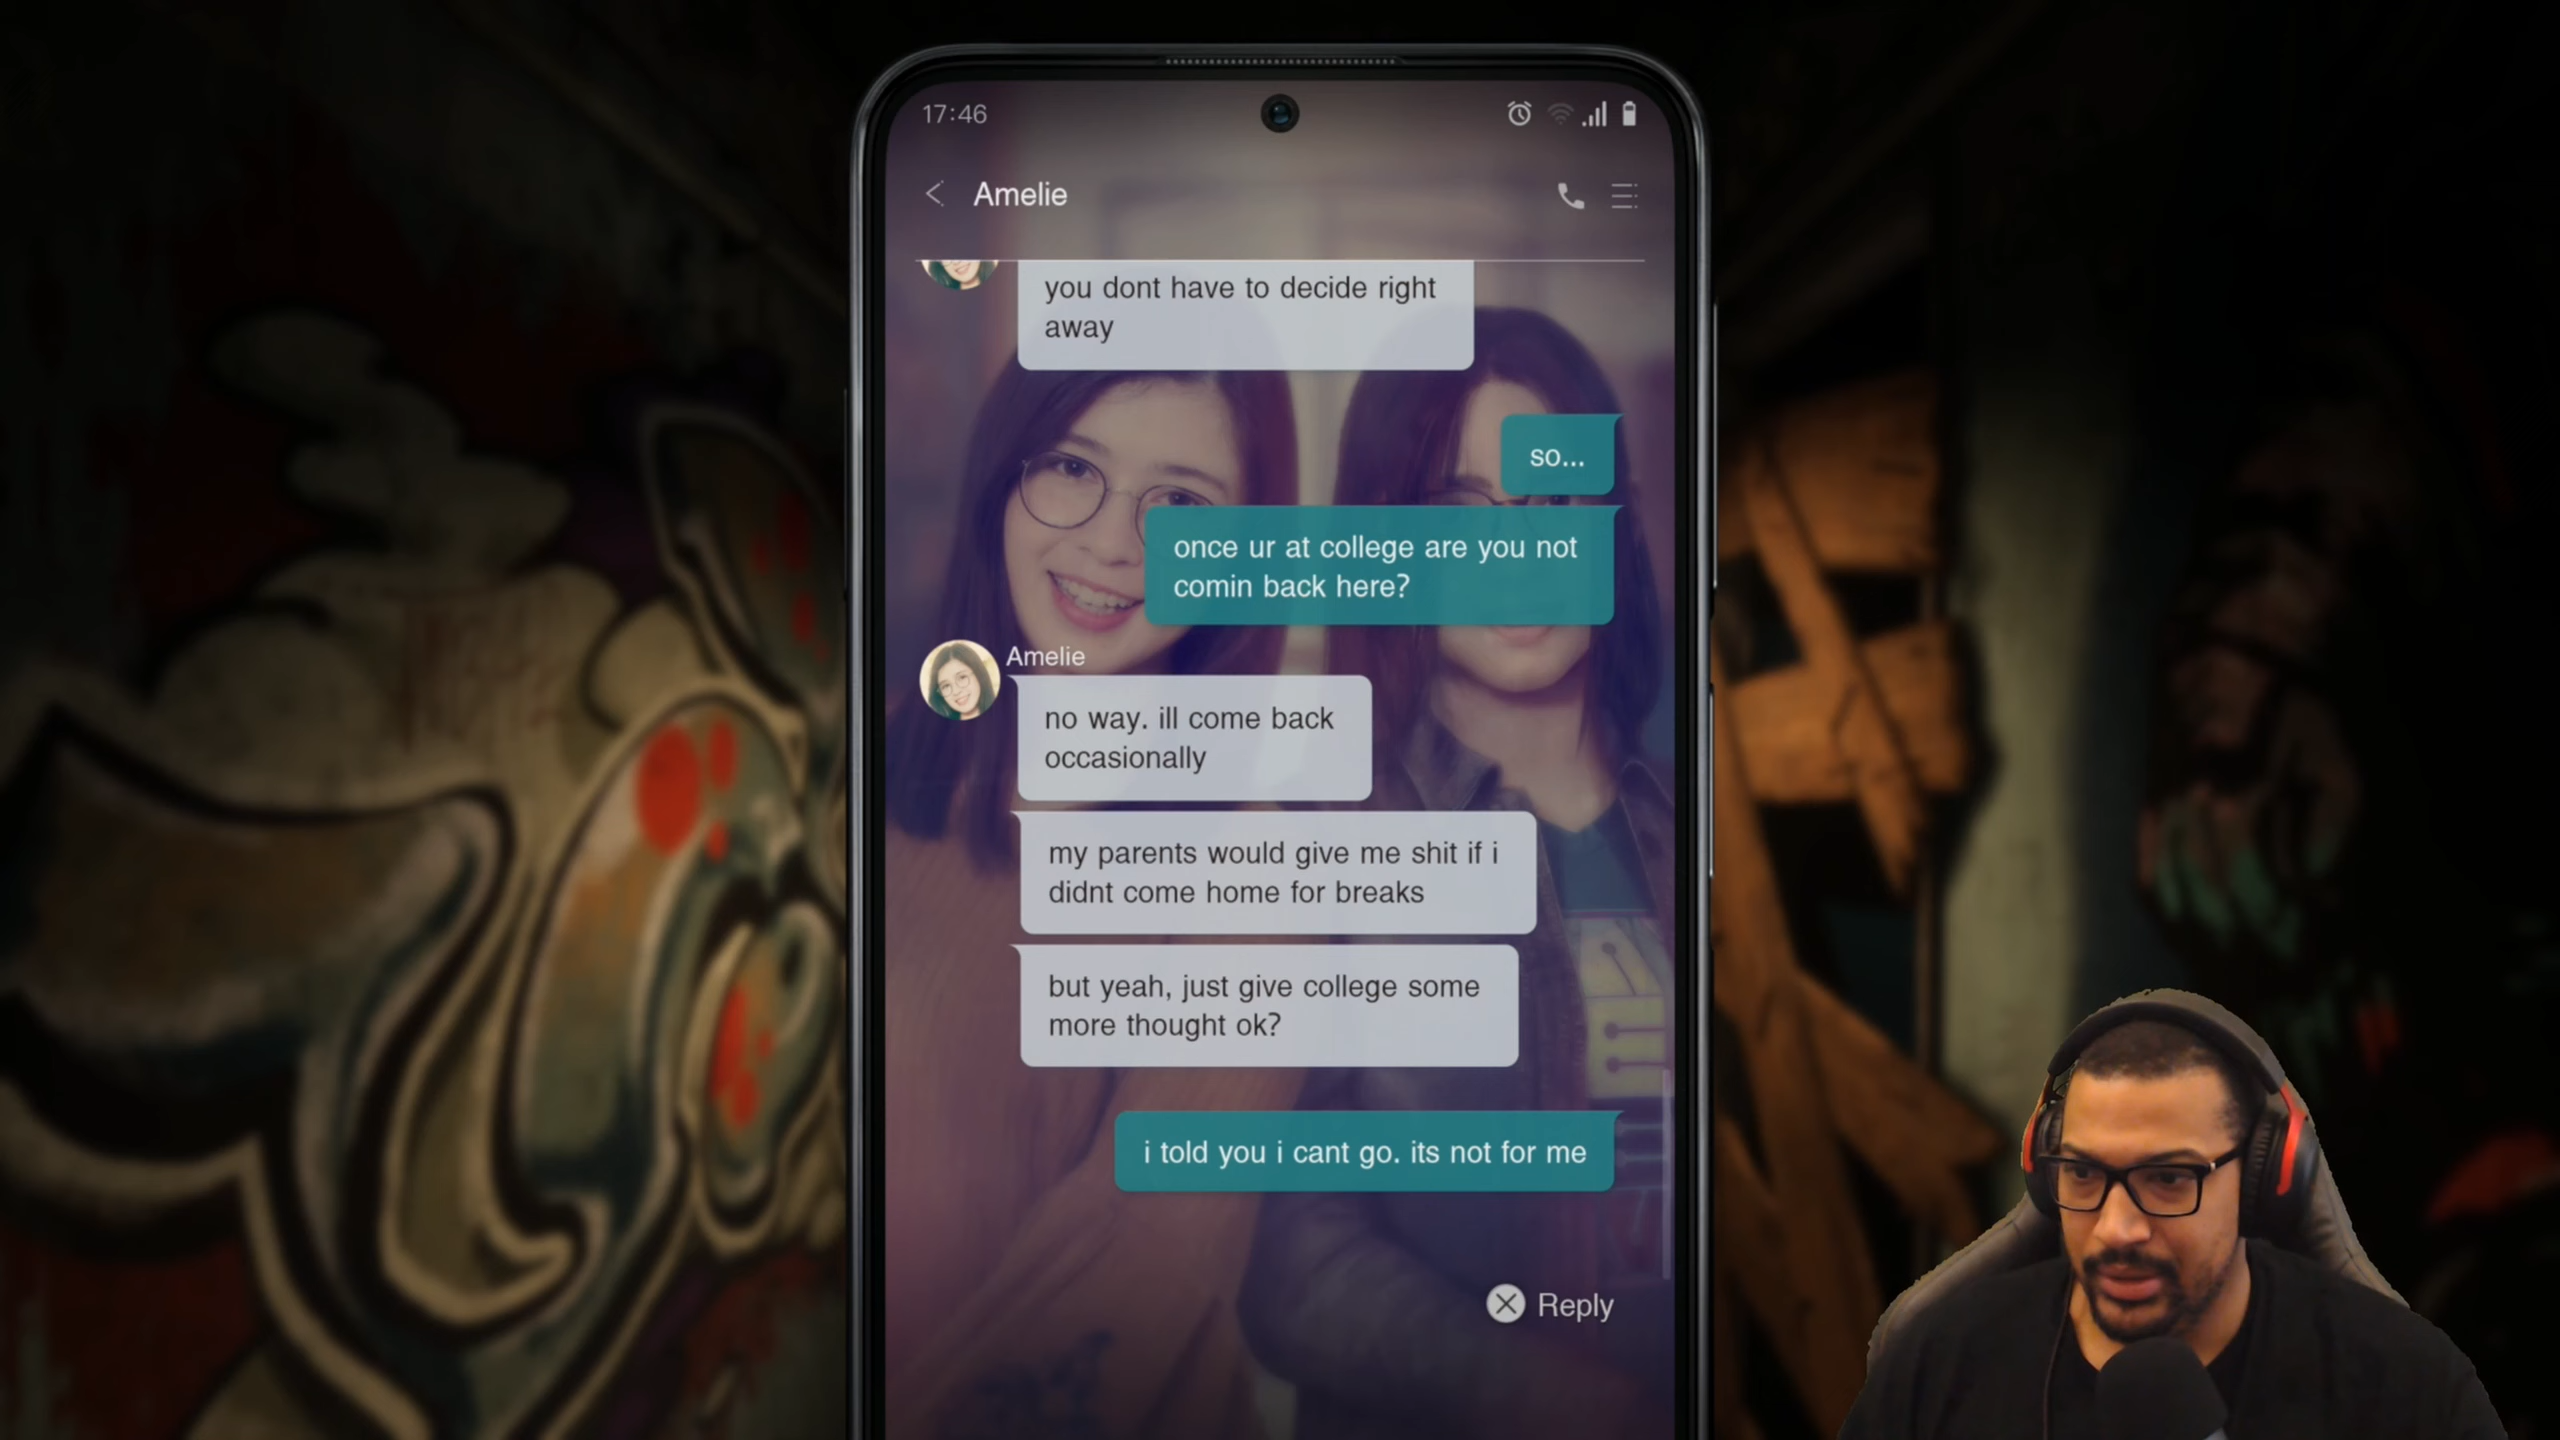 17:46
Amelie
you dont have to decide right
away
so...
once ur at college are you not
comin back here?
Amelie
no way. ill come back
occasionally
my parents would give me shit if i
didnt come home for breaks
but yeah, just give college some
more thought ok?
i told you i cant go. its not for me
Reply